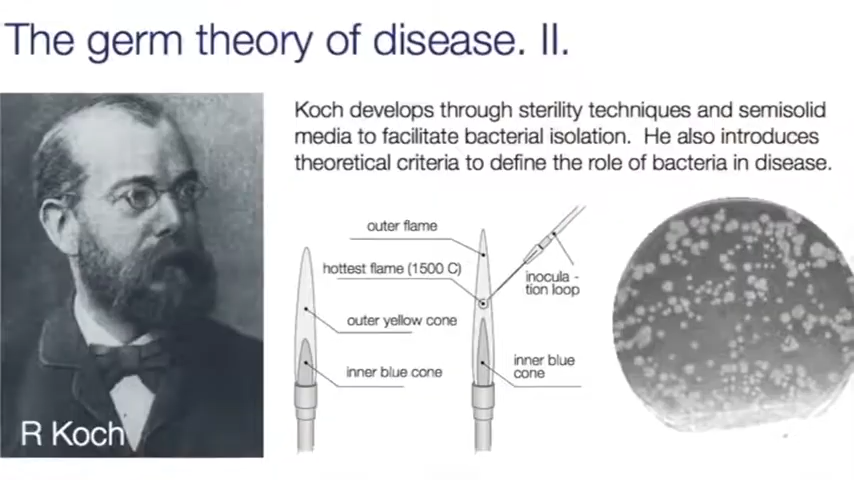 The germ theory of disease. II.
Koch develops through sterility techniques and semisolid
media to facilitate bacterial isolation. He also introduces
theoretical criteria to define the role of bacteria in disease.
outer flame
hottest flame (1500 C)
inocula -
tion loop
outer yellow cone
inner blue cone
inner blue
cone
R Koch